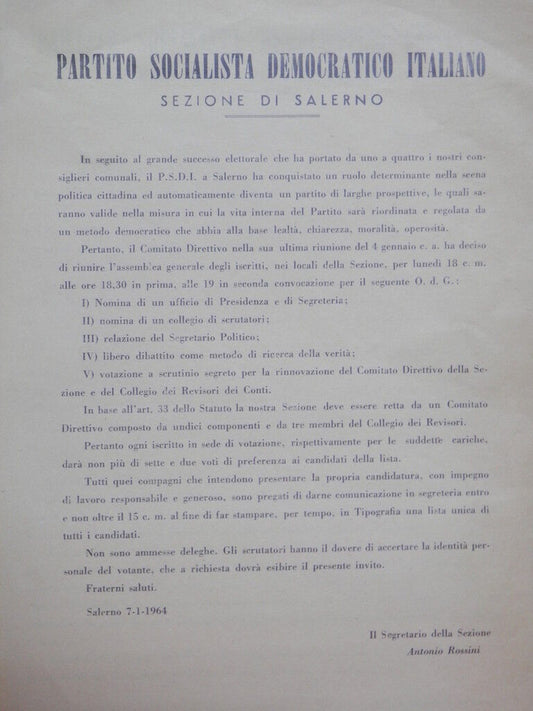 PARTITO SOCIALISTA DEMOCRATICO ITALIANO
SEZIONE DI SALERNO
In seguito al grande successo elettorale che ha portato da uno a quattro i nostri con-
siglieri comunali, il P.S.D.I. a Salerno ha conquistato un ruolo determinante nella scena
politica cittadina ed automaticamente diventa un partito di larghe prospettive, le quali sa-
ranno valide nella misura in cui la vita interna del Partito sarà riordinata e regolata da
un metodo democratico che abbia alla base lealtà, chiarezza, moralità, operosità.
Pertanto, il Comitato Direttivo nella sua ultima riunione del 4 gennaio c. a. ha deciso
di riunire l'assemblea generale degli iscritti, nei locali della Sezione, per lunedì 18 c. m.
alle ore 18,30 in prima, alle 19 in seconda convocazione per il seguente O. d. G.:
I) Nomina di un ufficio di Presidenza e di Segreteria;
II) nomina di un collegio di scrutatori;
III) relazione del Segretario Politico;
IV) libero dibattito come metodo di ricerca della verità;
V) votazione a scrutinio segreto per la rinnovazione del Comitato Direttivo della Se-
zione e del Collegio dei Revisori dei Conti.
In base all'art. 33 dello Statuto la nostra Sezione deve essere retta da un Comitato
Direttivo composto da undici componenti e da tre membri del Collegio dei Revisori.
Pertanto ogni iscritto in sede di votazione, rispettivamente per le suddette cariche,
darà non più di sette e due voti di preferenza ai candidati della lista.
Tutti quei compagni che intendono presentare la propria candidatura, con impegno
di lavoro responsabile e generoso, sono pregati di darne comunicazione in segreteria entro
e non oltre il 15 c. m. al fine di far stampare, per tempo, in Tipografia una lista unica di
tutti i candidati.
Non sono ammesse deleghe. Gli scrutatori hanno il dovere di accertare la identità per-
sonale del votante, che a richiesta dovrà esibire il presente invito.
Fraterni saluti.
Salerno 7-1-1964
Il Segretario della Sezione
Antonio Rossini